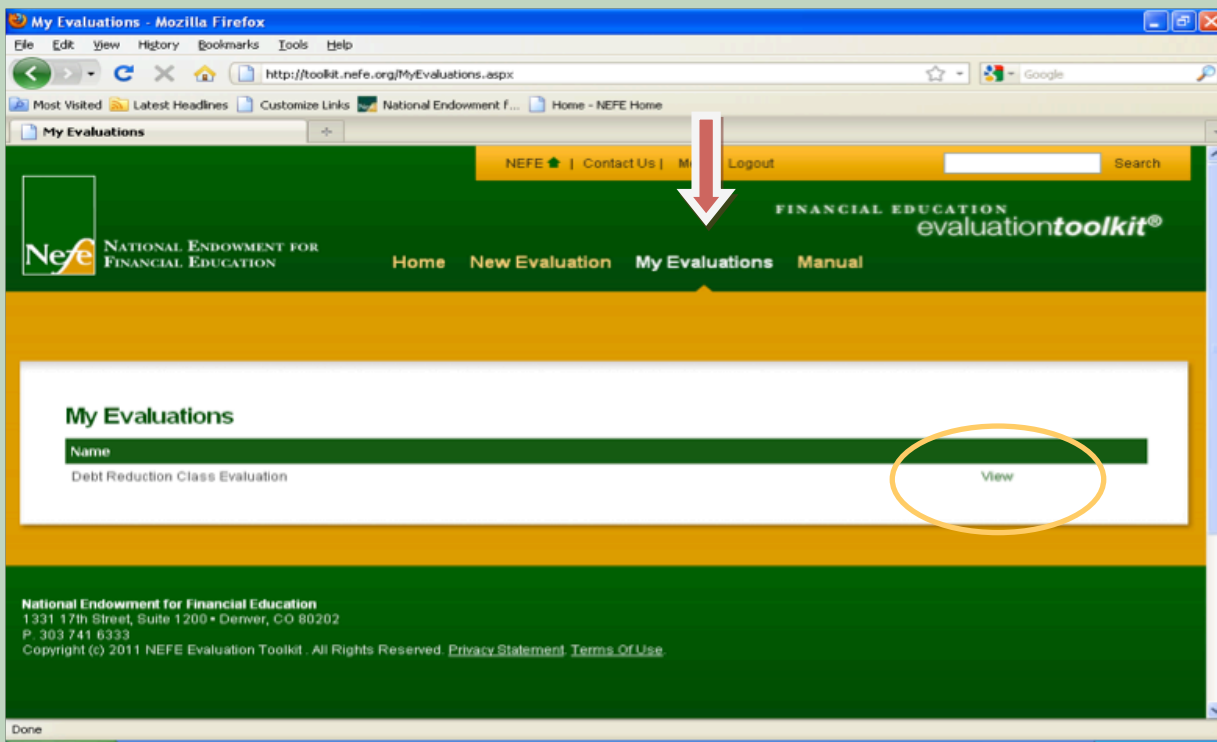 My Evaluations - Mozilla Firefox
File Edit View History Bookmarks Tools Help
http://toolkit.nefe.org/MyEvaluations.aspx
Google
Most Visited Latest Headlines Customize Links National Endowment f... Home - NEFE Home
My Evaluations
NEFE | Contact Us | Logout Search
FINANCIAL EDUCATION
evaluationtoolkit®
Nefe NATIONAL ENDOWMENT FOR
FINANCIAL EDUCATION
Home New Evaluation My Evaluations Manual
My Evaluations
Name
Debt Reduction Class Evaluation View
National Endowment for Financial Education
1331 17th Street, Suite 1200 • Denver, CO 80202
P. 303 741 6333
Copyright (c) 2011 NEFE Evaluation Toolkit . All Rights Reserved. Privacy Statement. Terms Of Use.
Done